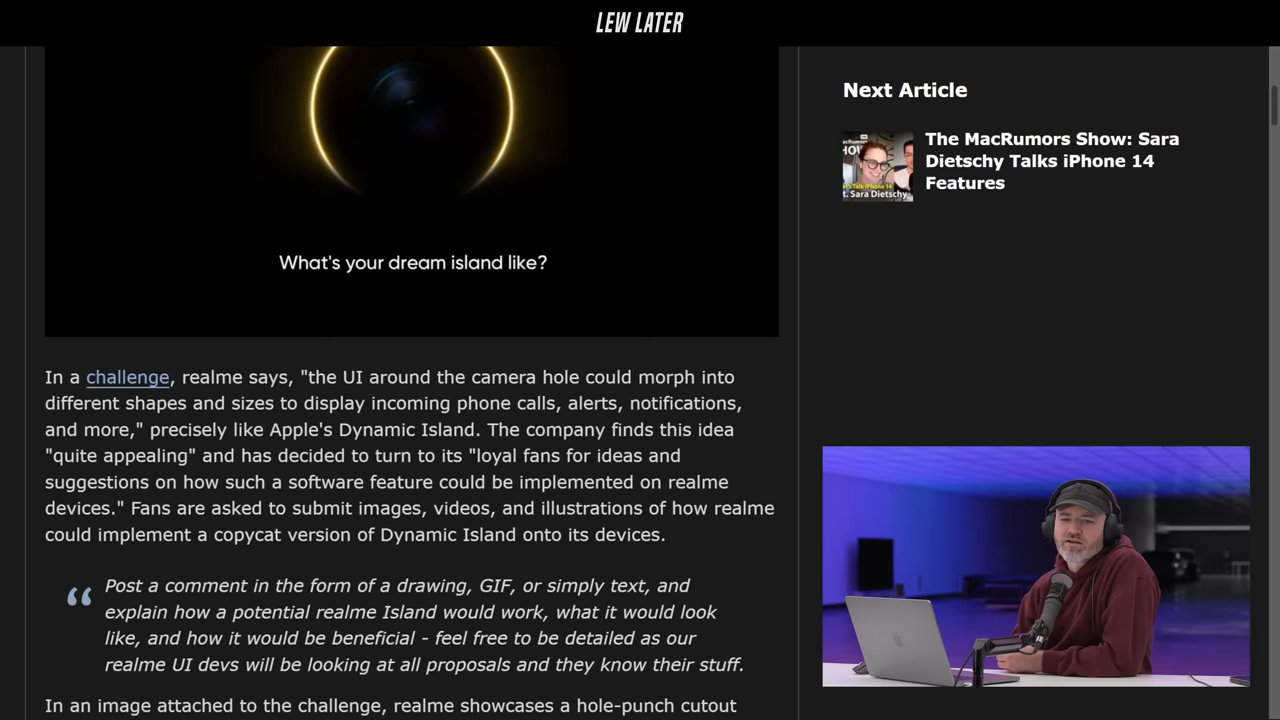 LEW LATER
What's your dream island like?
In a challenge, realme says, "the UI around the camera hole could morph into
different shapes and sizes to display incoming phone calls, alerts, notifications,
and more," precisely like Apple's Dynamic Island. The company finds this idea
"quite appealing" and has decided to turn to its "loyal fans for ideas and
suggestions on how such a software feature could be implemented on realme
devices." Fans are asked to submit images, videos, and illustrations of how realme
could implement a copycat version of Dynamic Island onto its devices.
“ Post a comment in the form of a drawing, GIF, or simply text, and
explain how a potential realme Island would work, what it would look
like, and how it would be beneficial - feel free to be detailed as our
realme UI devs will be looking at all proposals and they know their stuff.
In an image attached to the challenge, realme showcases a hole-punch cutout
Next Article
The MacRumors Show: Sara
Dietschy Talks iPhone 14
Features
Talk iPhone 14
t. Sara Dietschy